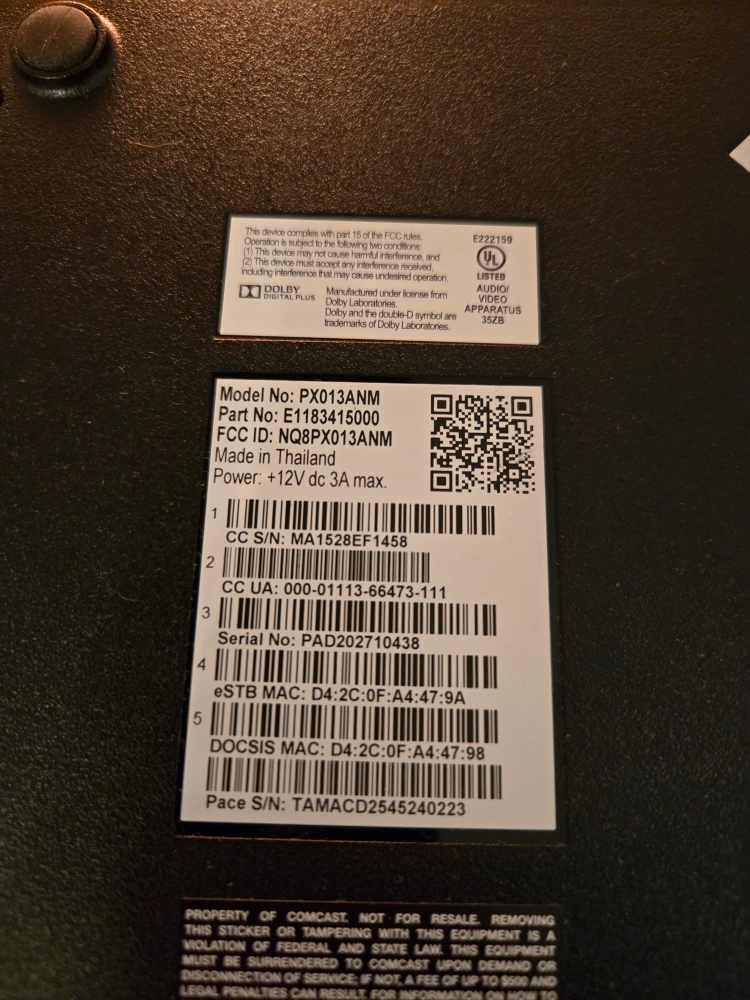 This device complies with part 15 of the FCC rules.
Operation is subject to the following two conditions:
(1) This device may not cause harmful interference, and
(2) This device must accept any interference received,
including interference that may cause undesired operation.
DOLBY
DIGITAL PLUS
Manufactured under license from
Dolby Laboratories.
Dolby and the double-D symbol are
trademarks of Dolby Laboratories.
E222159
UL
LISTED
AUDIO/
VIDEO
APPARATUS
35ZB
Model No: PX013ANM
Part No: E1183415000
FCC ID: NQ8PX013ANM
Made in Thailand
Power: +12V dc 3A max.
1
CC S/N: MA1528EF1458
2
CC UA: 000-01113-66473-111
3
Serial No: PAD202710438
4
eSTB MAC: D4:2C:0F:A4:47:9A
5
DOCSIS MAC: D4:2C:0F:A4:47:98
Pace S/N: TAMACD2545240223
PROPERTY OF COMCAST. NOT FOR RESALE. REMOVING
THIS STICKER OR TAMPERING WITH THIS EQUIPMENT IS A
VIOLATION OF FEDERAL AND STATE LAW. THIS EQUIPMENT
MUST BE SURRENDERED TO COMCAST UPON DEMAND OR
DISCONNECTION OF SERVICE; IF NOT, A FEE OF UP TO $500 AND
LEGAL PENALTIES CAN RESULT. FOR INFORMATION ON HOW TO